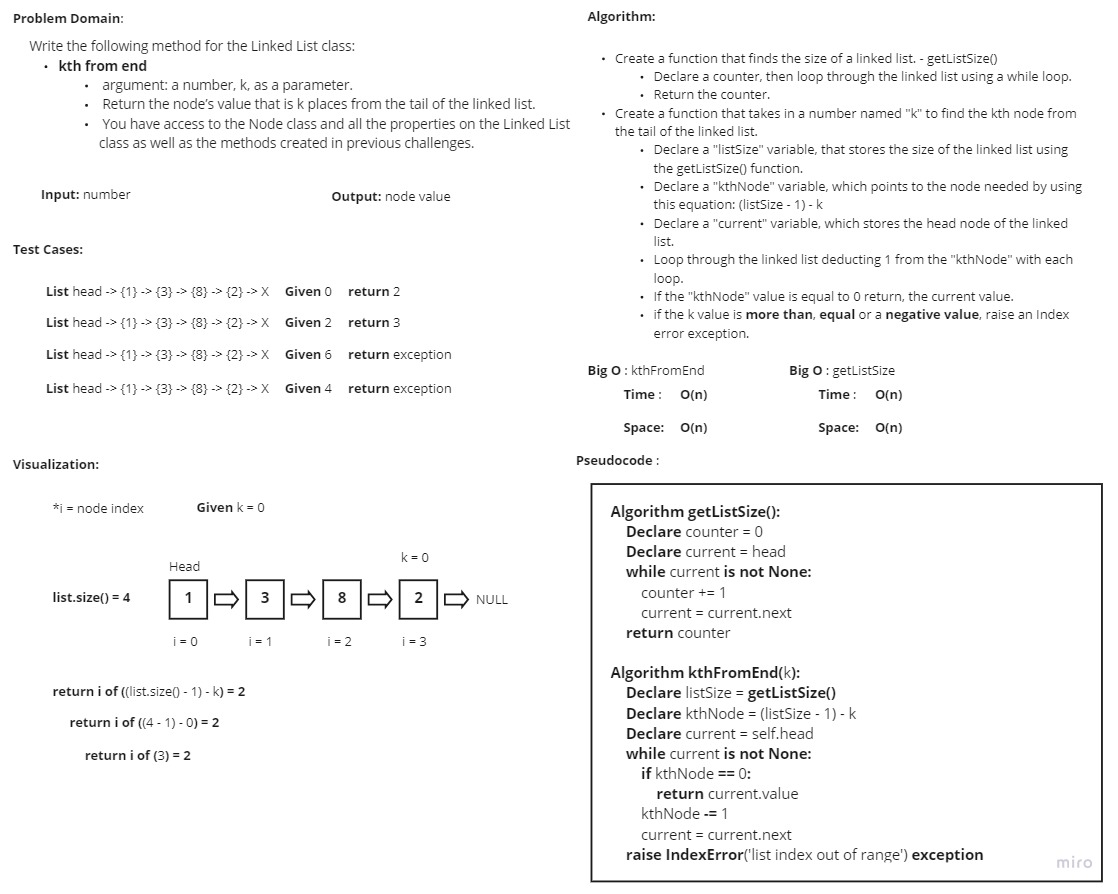 Problem Domain:
Write the following method for the Linked List class:
• kth from end
• argument: a number, k, as a parameter.
• Return the node's value that is k places from the tail of the linked list.
• You have access to the Node class and all the properties on the Linked List
class as well as the methods created in previous challenges.
Input: number Output: node value
Test Cases:
List head -> {1} -> {3} -> {8} -> {2} -> X Given 0 return 2
List head -> {1} -> {3} -> {8} -> {2} -> X Given 2 return 3
List head -> {1} -> {3} -> {8} -> {2} -> X Given 6 return exception
List head -> {1} -> {3} -> {8} -> {2} -> X Given 4 return exception
Visualization:
*i = node index Given k = 0
k = 0
Head
list.size() = 4 1 3 8 2 NULL
i = 0 i = 1 i = 2 i = 3
return i of ((list.size() - 1) - k) = 2
return i of ((4 - 1) - 0) = 2
return i of (3) = 2
Algorithm:
• Create a function that finds the size of a linked list. - getListSize()
• Declare a counter, then loop through the linked list using a while loop.
• Return the counter.
• Create a function that takes in a number named "k" to find the kth node from
the tail of the linked list.
• Declare a "listSize" variable, that stores the size of the linked list using
the getListSize() function.
• Declare a "kthNode" variable, which points to the node needed by using
this equation: (listSize - 1) - k
• Declare a "current" variable, which stores the head node of the linked
list.
• Loop through the linked list deducting 1 from the "kthNode" with each
loop.
• If the "kthNode" value is equal to 0 return, the current value.
• if the k value is more than, equal or a negative value, raise an Index
error exception.
Big O : kthFromEnd Big O : getListSize
Time : O(n) Time : O(n)
Space: O(n) Space: O(n)
Pseudocode :
Algorithm getListSize():
Declare counter = 0
Declare current = head
while current is not None:
counter += 1
current = current.next
return counter
Algorithm kthFromEnd(k):
Declare listSize = getListSize()
Declare kthNode = (listSize - 1) - k
Declare current = self.head
while current is not None:
if kthNode == 0:
return current.value
kthNode -= 1
current = current.next
raise IndexError('list index out of range') exception
miro